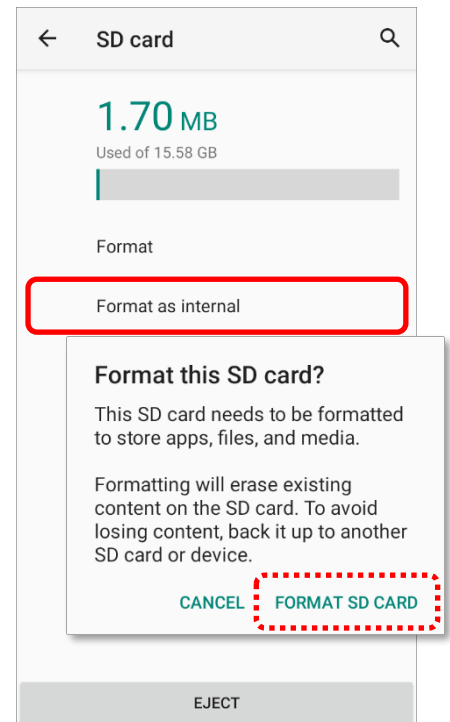 SD card
1.70 MB
Used of 15.58 GB
Format
Format as internal
Format this SD card?
This SD card needs to be formatted
to store apps, files, and media.
Formatting will erase existing
content on the SD card. To avoid
losing content, back it up to another
SD card or device.
CANCEL FORMAT SD CARD
EJECT